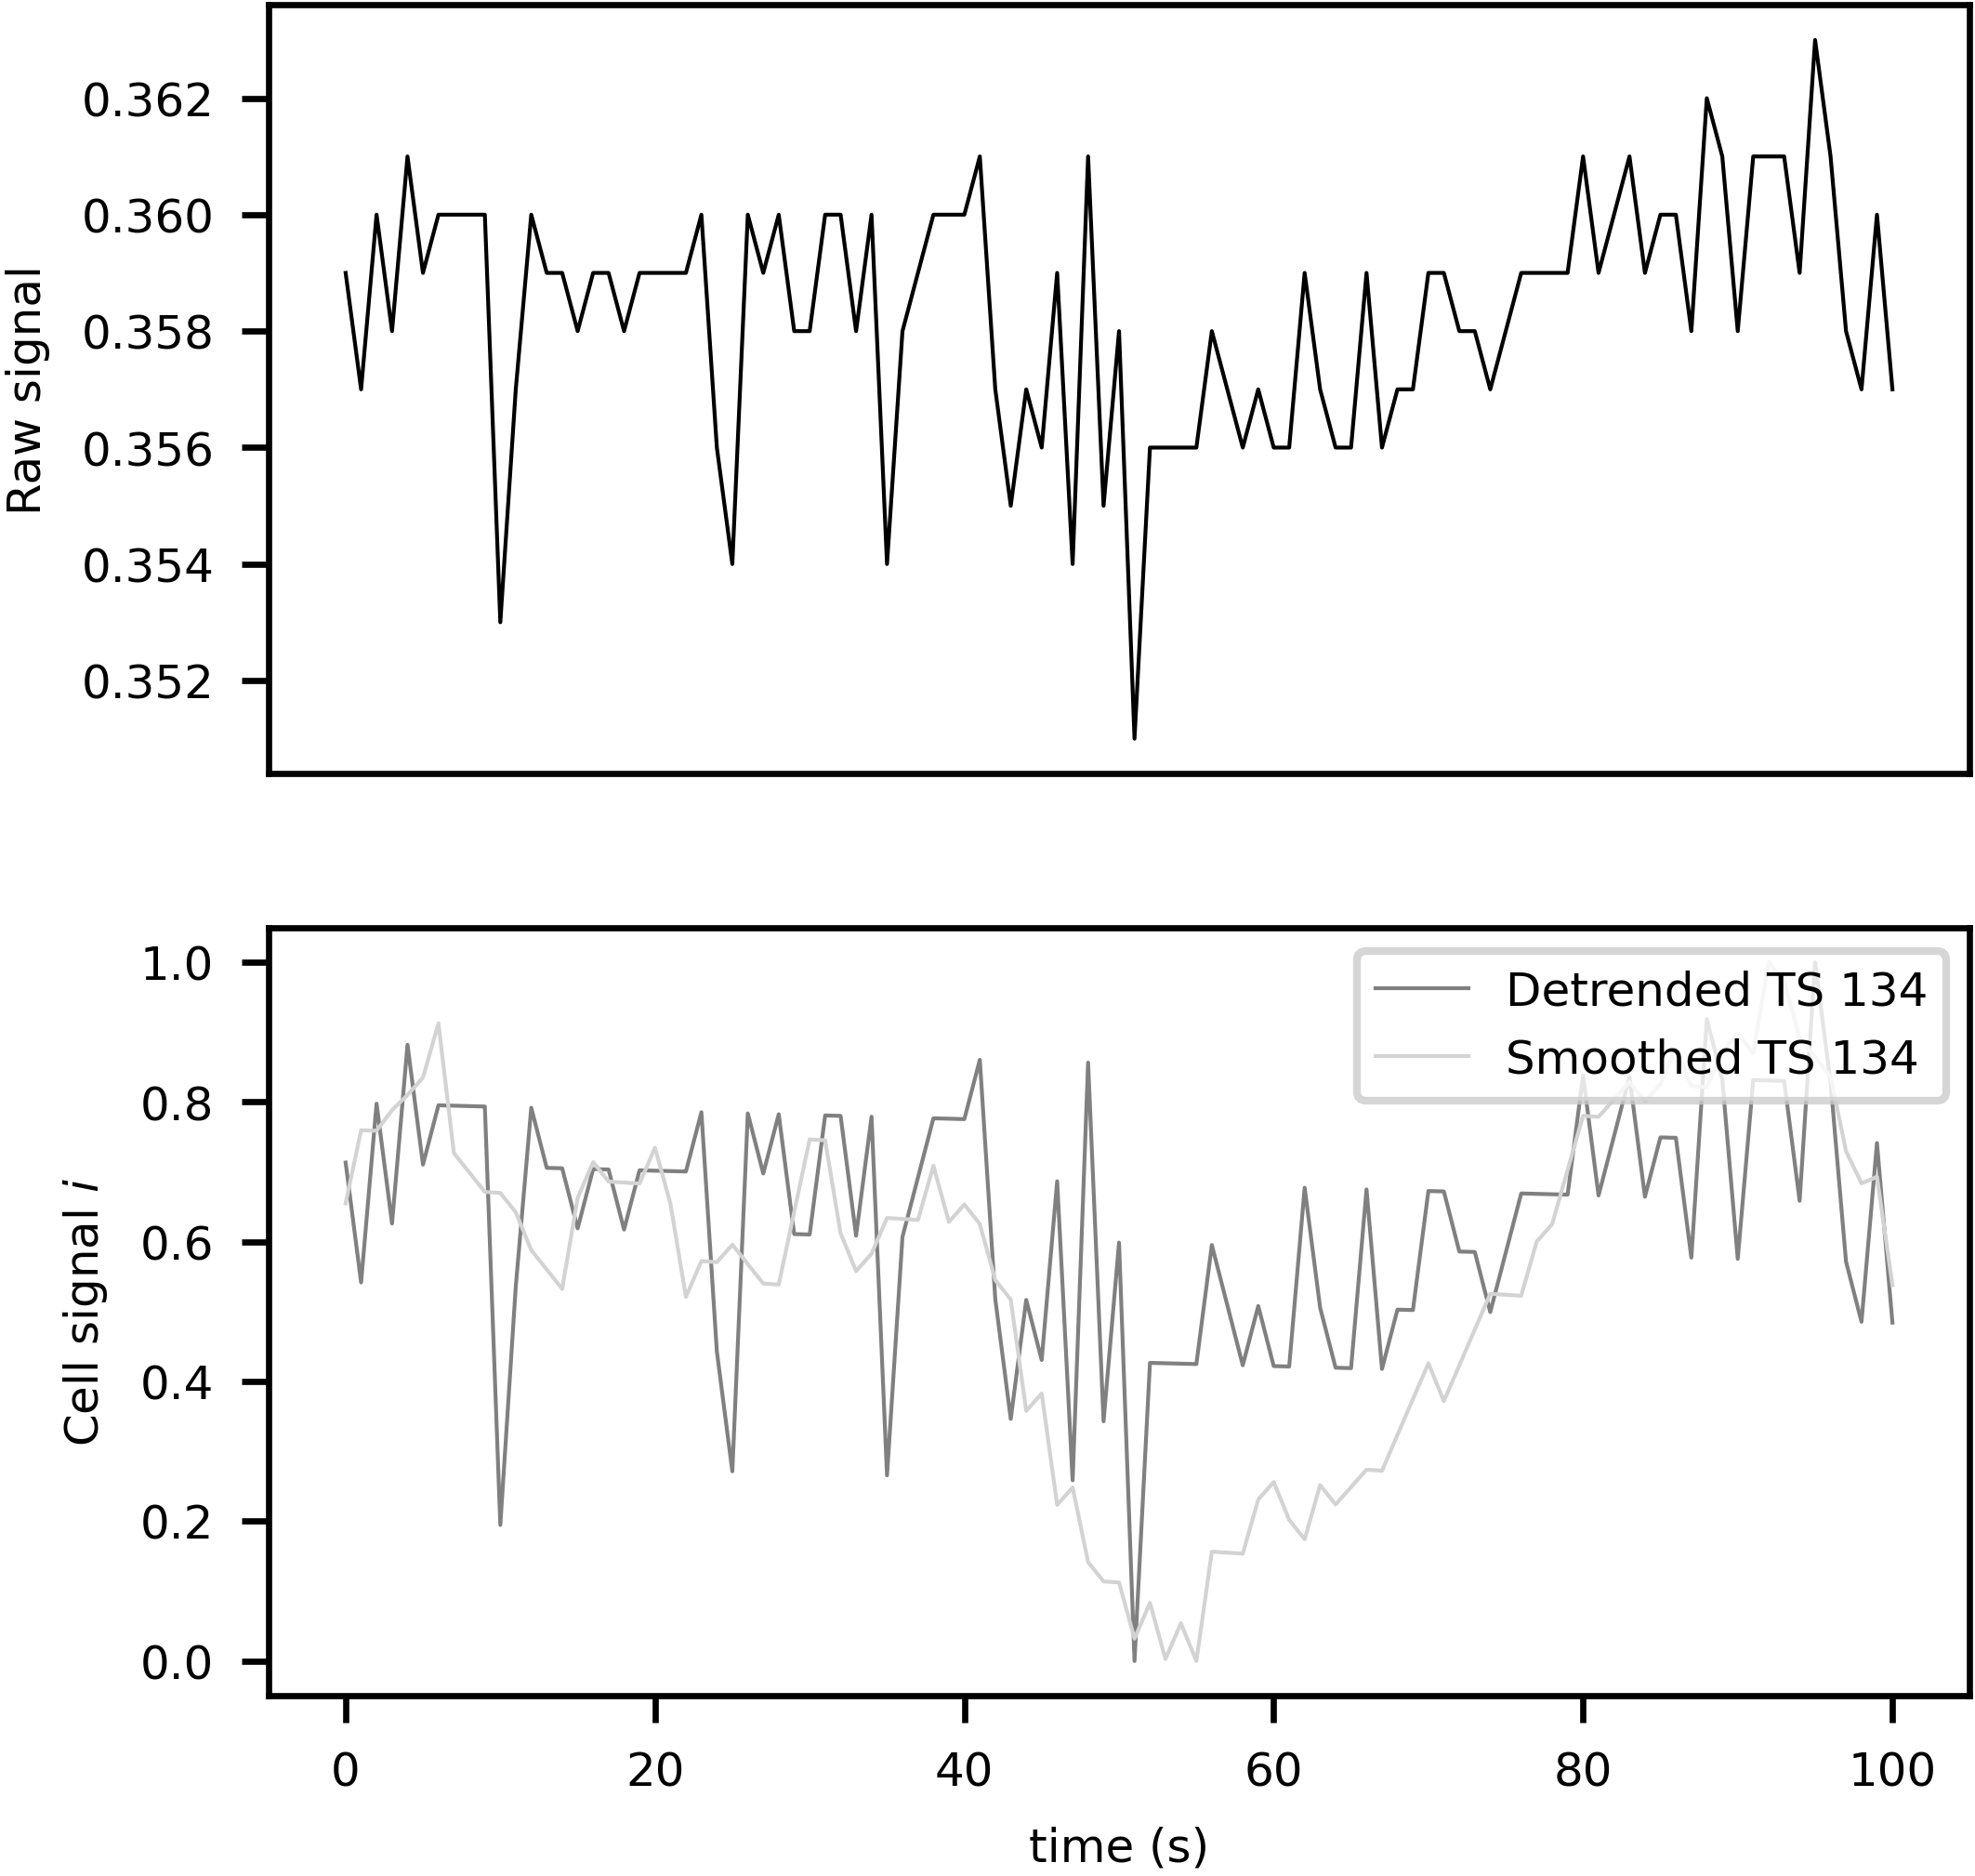 0.362
0.360
0.358
0.356
0.354
0.352
Raw signal
1.0
0.8
0.6
0.4
0.2
0.0
Cell signal i
Detrended TS 134
Smoothed TS 134
0 20 40 60 80 100
time (s)